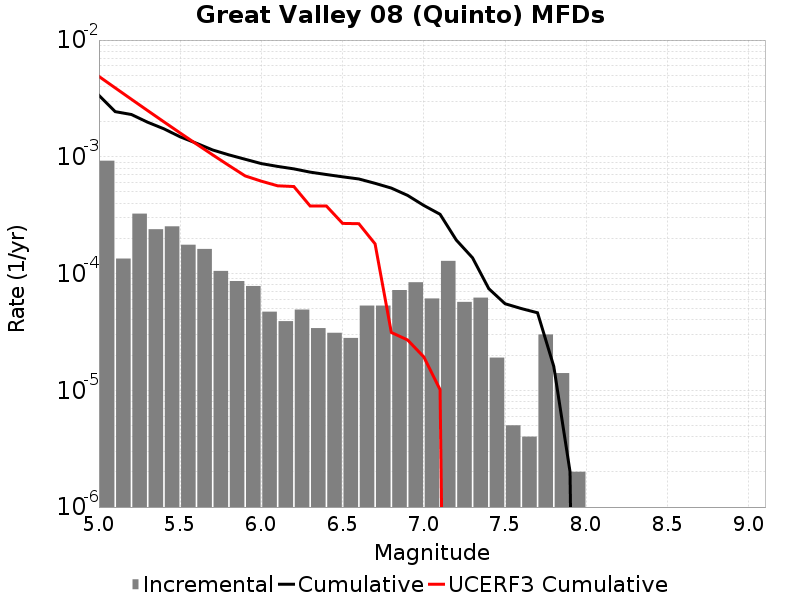 Great Valley 08 (Quinto) MFDs
10-2
10-3
10-4
10-5
10-6
Rate (1/yr)
5.0 5.5 6.0 6.5 7.0 7.5 8.0 8.5 9.0
Magnitude
Incremental Cumulative UCERF3 Cumulative